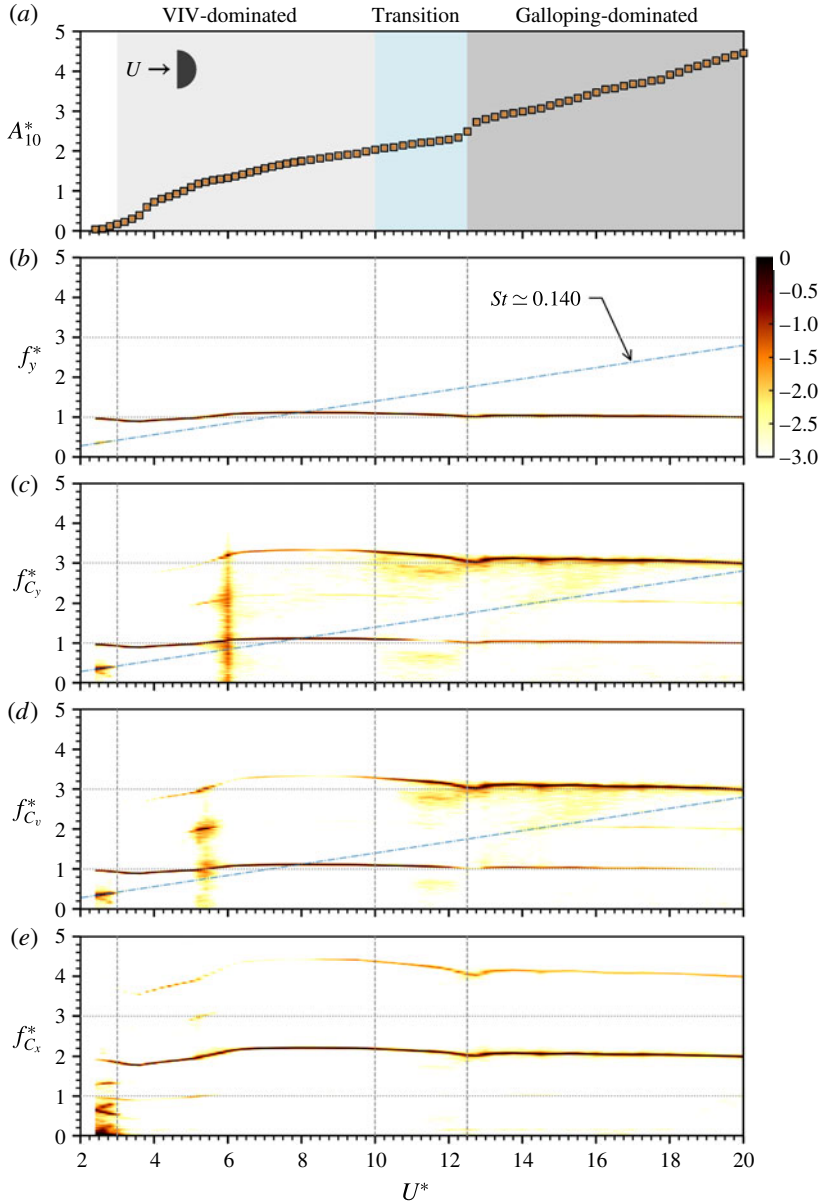 (a)
VIV-dominated Transition Galloping-dominated
5
4
3
2
1
0
A*10
U →
(b)
5
4
3
2
1
0
f*y
St ≃ 0.140
0
−0.5
−1.0
−1.5
−2.0
−2.5
−3.0
(c)
5
4
3
2
1
0
f*Cy
(d)
5
4
3
2
1
0
f*Cv
(e)
5
4
3
2
1
0
f*Cx
2 4 6 8 10 12 14 16 18 20
U*